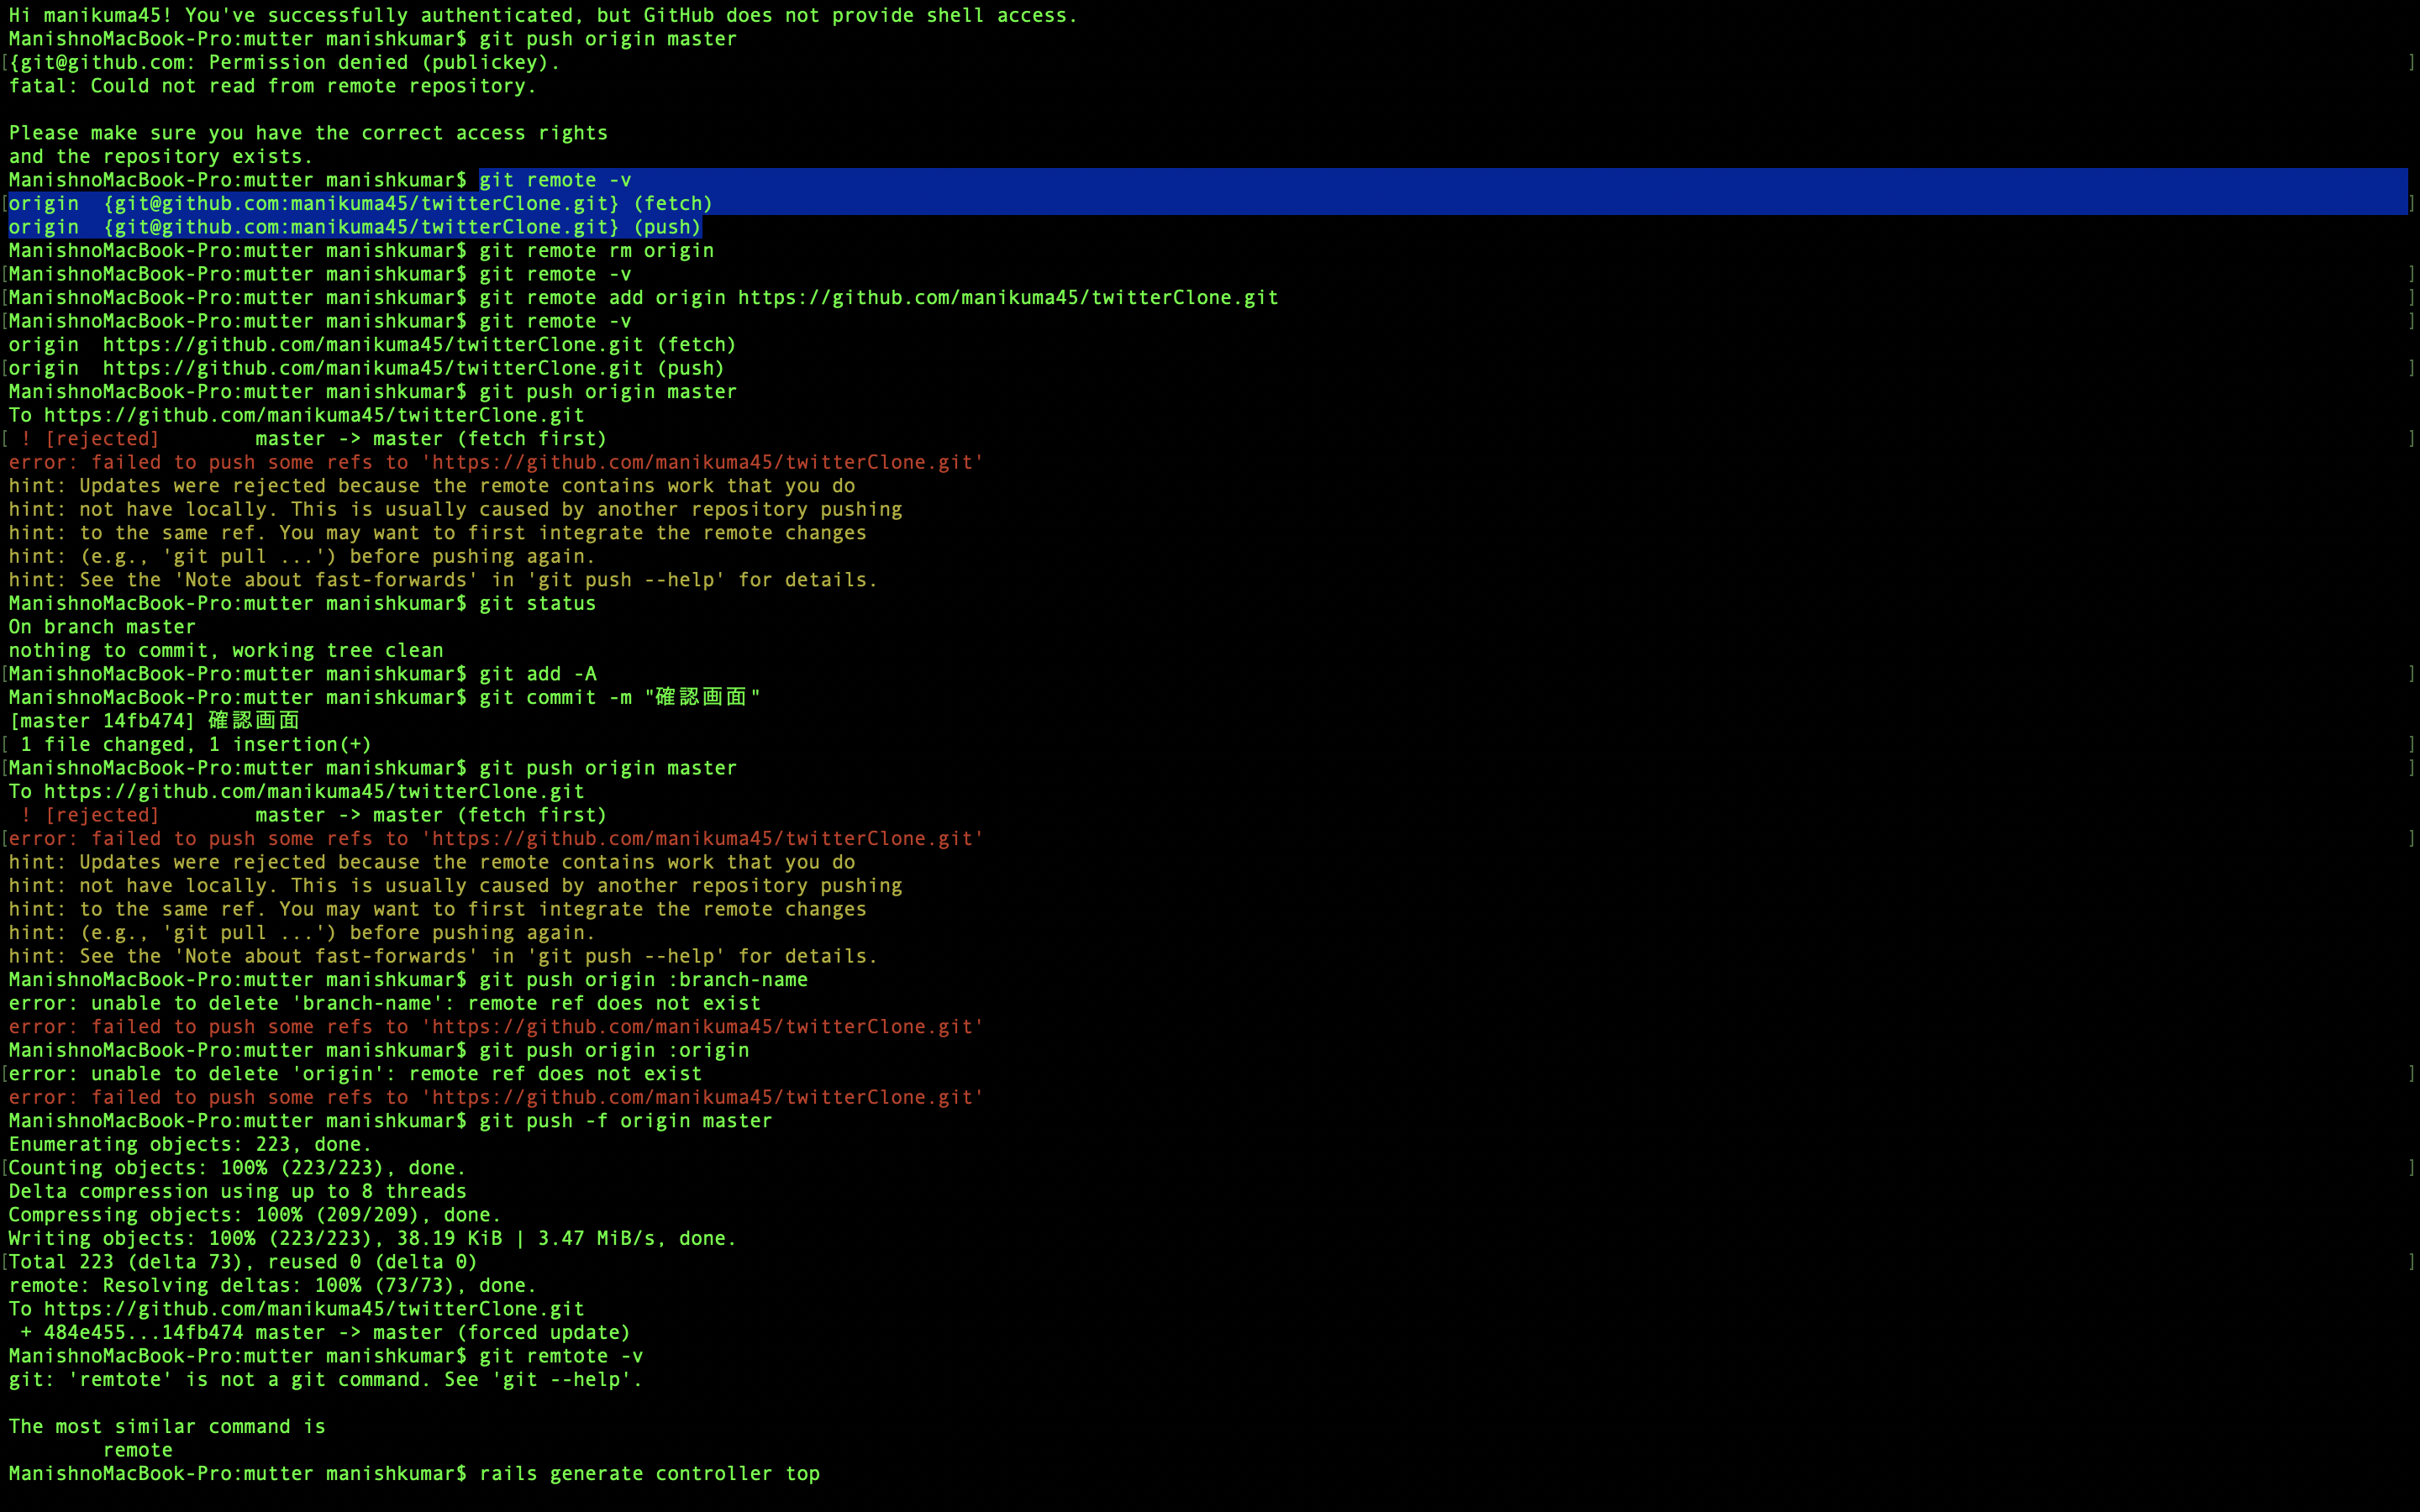 Hi manikuma45! You've successfully authenticated, but GitHub does not provide shell access.
ManishnoMacBook-Pro:mutter manishkumar$ git push origin master
[{git@github.com: Permission denied (publickey). ]
fatal: Could not read from remote repository.

Please make sure you have the correct access rights
and the repository exists.
ManishnoMacBook-Pro:mutter manishkumar$ git remote -v
[origin  {git@github.com:manikuma45/twitterClone.git} (fetch) ]
origin  {git@github.com:manikuma45/twitterClone.git} (push)
ManishnoMacBook-Pro:mutter manishkumar$ git remote rm origin
[ManishnoMacBook-Pro:mutter manishkumar$ git remote -v ]
[ManishnoMacBook-Pro:mutter manishkumar$ git remote add origin https://github.com/manikuma45/twitterClone.git ]
[ManishnoMacBook-Pro:mutter manishkumar$ git remote -v ]
origin  https://github.com/manikuma45/twitterClone.git (fetch)
[origin  https://github.com/manikuma45/twitterClone.git (push) ]
ManishnoMacBook-Pro:mutter manishkumar$ git push origin master
To https://github.com/manikuma45/twitterClone.git
[ ! [rejected]        master -> master (fetch first) ]
error: failed to push some refs to 'https://github.com/manikuma45/twitterClone.git'
hint: Updates were rejected because the remote contains work that you do
hint: not have locally. This is usually caused by another repository pushing
hint: to the same ref. You may want to first integrate the remote changes
hint: (e.g., 'git pull ...') before pushing again.
hint: See the 'Note about fast-forwards' in 'git push --help' for details.
ManishnoMacBook-Pro:mutter manishkumar$ git status
On branch master
nothing to commit, working tree clean
[ManishnoMacBook-Pro:mutter manishkumar$ git add -A ]
ManishnoMacBook-Pro:mutter manishkumar$ git commit -m "確認画面"
[master 14fb474] 確認画面
[ 1 file changed, 1 insertion(+) ]
[ManishnoMacBook-Pro:mutter manishkumar$ git push origin master ]
To https://github.com/manikuma45/twitterClone.git
 ! [rejected]        master -> master (fetch first)
[error: failed to push some refs to 'https://github.com/manikuma45/twitterClone.git' ]
hint: Updates were rejected because the remote contains work that you do
hint: not have locally. This is usually caused by another repository pushing
hint: to the same ref. You may want to first integrate the remote changes
hint: (e.g., 'git pull ...') before pushing again.
hint: See the 'Note about fast-forwards' in 'git push --help' for details.
ManishnoMacBook-Pro:mutter manishkumar$ git push origin :branch-name
error: unable to delete 'branch-name': remote ref does not exist
error: failed to push some refs to 'https://github.com/manikuma45/twitterClone.git'
ManishnoMacBook-Pro:mutter manishkumar$ git push origin :origin
[error: unable to delete 'origin': remote ref does not exist ]
error: failed to push some refs to 'https://github.com/manikuma45/twitterClone.git'
ManishnoMacBook-Pro:mutter manishkumar$ git push -f origin master
Enumerating objects: 223, done.
[Counting objects: 100% (223/223), done. ]
Delta compression using up to 8 threads
Compressing objects: 100% (209/209), done.
Writing objects: 100% (223/223), 38.19 KiB | 3.47 MiB/s, done.
[Total 223 (delta 73), reused 0 (delta 0) ]
remote: Resolving deltas: 100% (73/73), done.
To https://github.com/manikuma45/twitterClone.git
 + 484e455...14fb474 master -> master (forced update)
ManishnoMacBook-Pro:mutter manishkumar$ git remtote -v
git: 'remtote' is not a git command. See 'git --help'.

The most similar command is
        remote
ManishnoMacBook-Pro:mutter manishkumar$ rails generate controller top